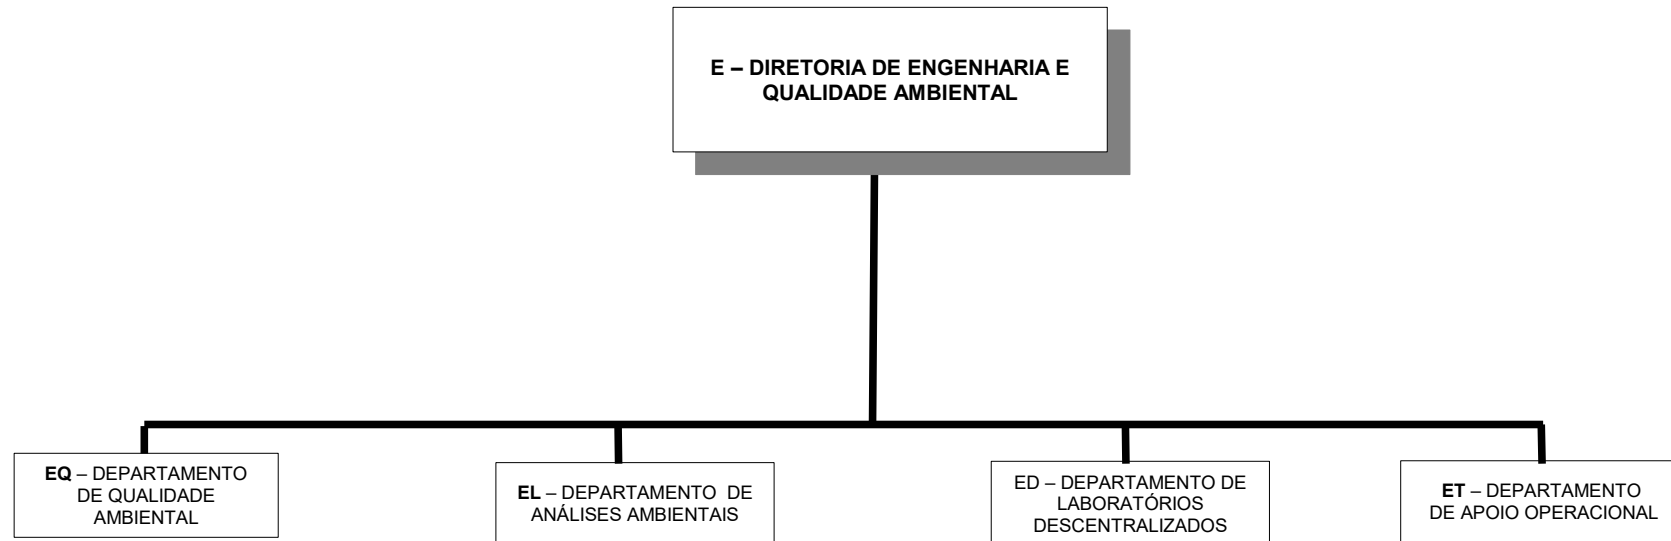 E – DIRETORIA DE ENGENHARIA E
QUALIDADE AMBIENTAL
EQ – DEPARTAMENTO
DE QUALIDADE
AMBIENTAL
EL – DEPARTAMENTO DE
ANÁLISES AMBIENTAIS
ED – DEPARTAMENTO DE
LABORATÓRIOS
DESCENTRALIZADOS
ET – DEPARTAMENTO
DE APOIO OPERACIONAL